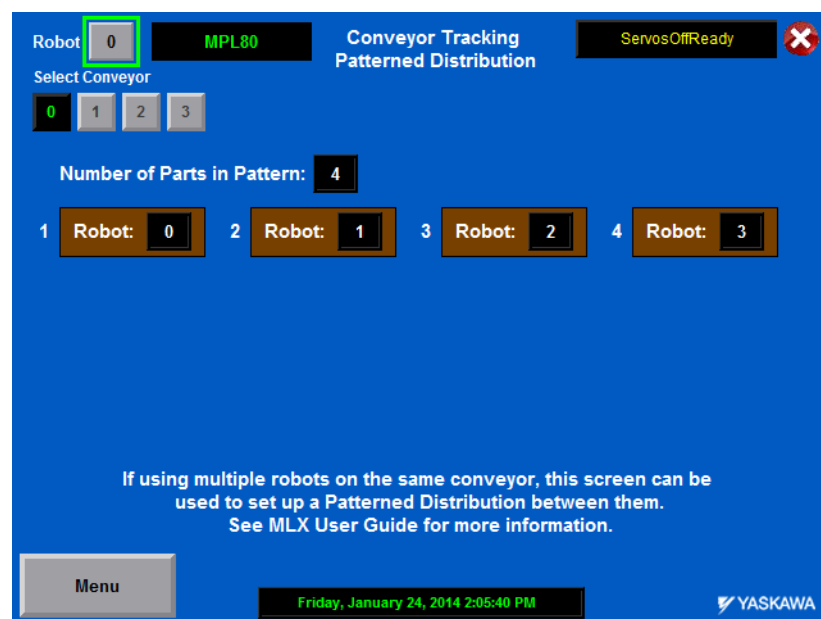 Robot 0 MPL80 Conveyor Tracking ServosOffReady
Patterned Distribution
Select Conveyor
0 1 2 3
Number of Parts in Pattern: 4
1 Robot: 0 2 Robot: 1 3 Robot: 2 4 Robot: 3
If using multiple robots on the same conveyor, this screen can be
used to set up a Patterned Distribution between them.
See MLX User Guide for more information.
Menu
Friday, January 24, 2014 2:05:40 PM
YASKAWA